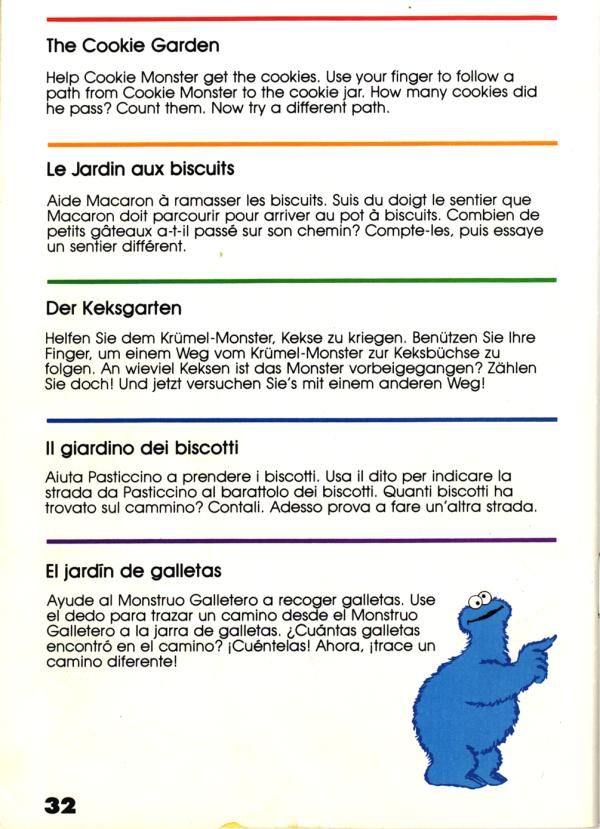 The Cookie Garden
Help Cookie Monster get the cookies. Use your finger to follow a
path from Cookie Monster to the cookie jar. How many cookies did
he pass? Count them. Now try a different path.
Le Jardin aux biscuits
Aide Macaron à ramasser les biscuits. Suis du doigt le sentier que
Macaron doit parcourir pour arriver au pot à biscuits. Combien de
petits gâteaux a-t-il passé sur son chemin? Compte-les, puis essaye
un sentier différent.
Der Keksgarten
Helfen Sie dem Krümel-Monster, Kekse zu kriegen. Benützen Sie Ihre
Finger, um einem Weg vom Krümel-Monster zur Keksbüchse zu
folgen. An wieviel Keksen ist das Monster vorbeigegangen? Zählen
Sie doch! Und jetzt versuchen Sie's mit einem anderen Weg!
Il giardino dei biscotti
Aiuta Pasticcino a prendere i biscotti. Usa il dito per indicare la
strada da Pasticcino al barattolo dei biscotti. Quanti biscotti ha
trovato sul cammino? Contali. Adesso prova a fare un'altra strada.
El jardín de galletas
Ayude al Monstruo Galletero a recoger galletas. Use
el dedo para trazar un camino desde el Monstruo
Galletero a la jarra de galletas. ¿Cuántas galletas
encontró en el camino? ¡Cuéntelas! Ahora, ¡trace un
camino diferente!
32